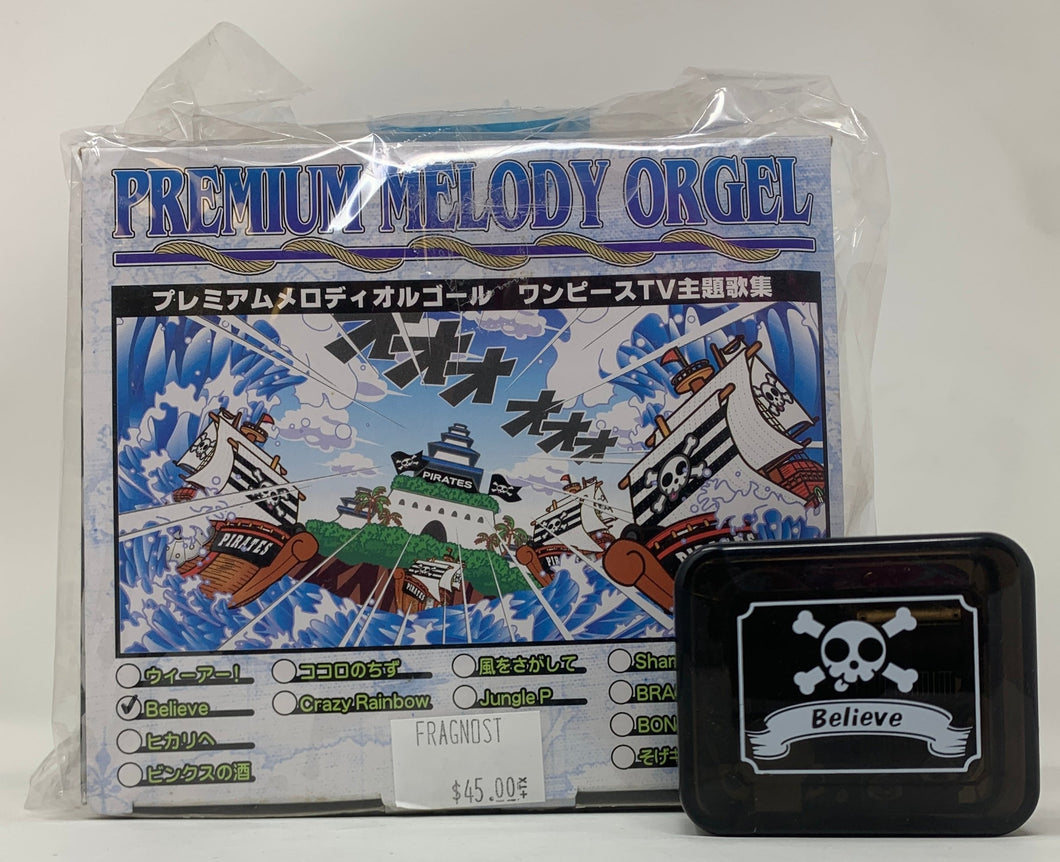 PREMIUM MELODY ORGEL
プレミアムメロディオルゴール ワンピースTV主題歌集
オオオ
オオオ
PIRATES
PIRATES
PIRATES
ウィーアー!
ココロのちず
風をさがして
Believe
Crazy Rainbow
Jungle P
ヒカリへ
ビンクスの酒
FRAGNOST
$45.00
+TX
Believe